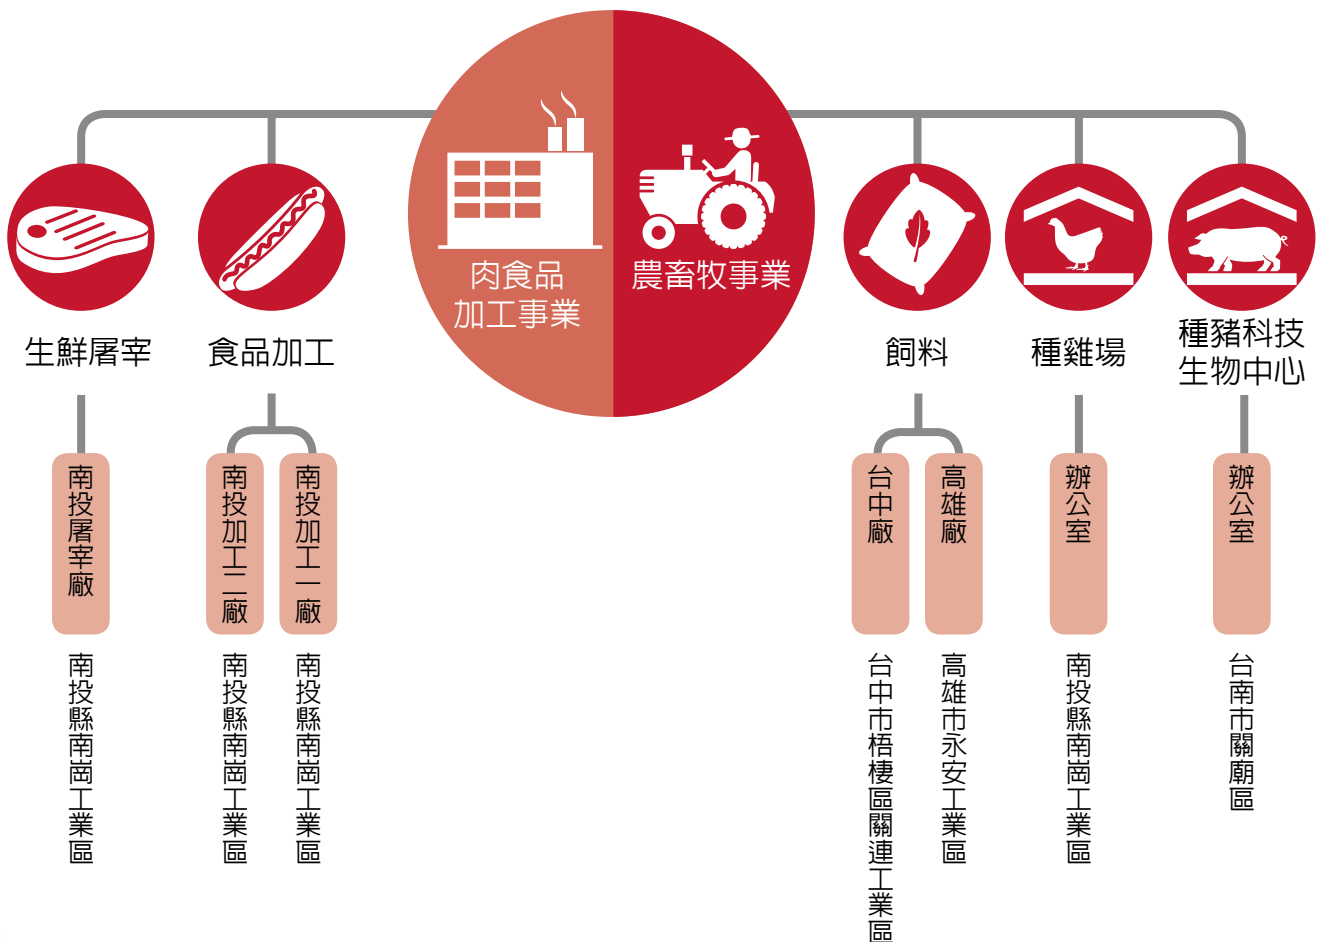 肉食品
加工事業
農畜牧事業
生鮮屠宰
食品加工
飼料
種雞場
種豬科技
生物中心
南投屠宰廠
南投加工二廠
南投加工一廠
台中廠
高雄廠
辦公室
辦公室
南投縣南崗工業區
南投縣南崗工業區
南投縣南崗工業區
台中市梧棲區關連工業區
高雄市永安工業區
南投縣南崗工業區
台南市關廟區